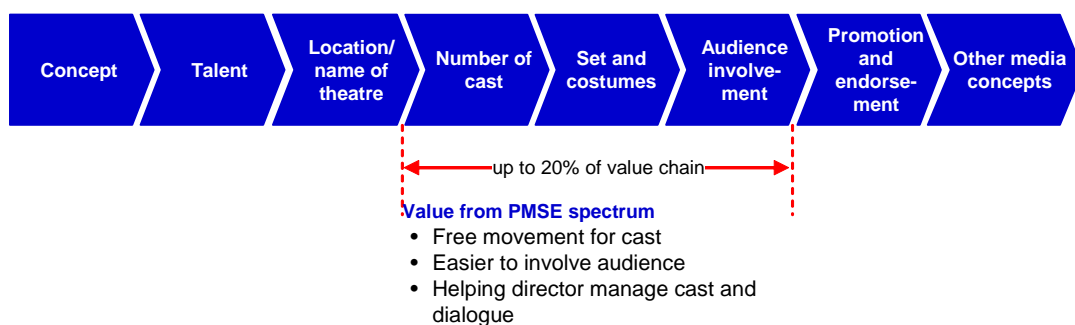 Concept
Talent
Location/
name of
theatre
Number of
cast
Set and
costumes
Audience
involve-
ment
Promotion
and
endorse-
ment
Other media
concepts
up to 20% of value chain
Value from PMSE spectrum
• Free movement for cast
• Easier to involve audience
• Helping director manage cast and
dialogue